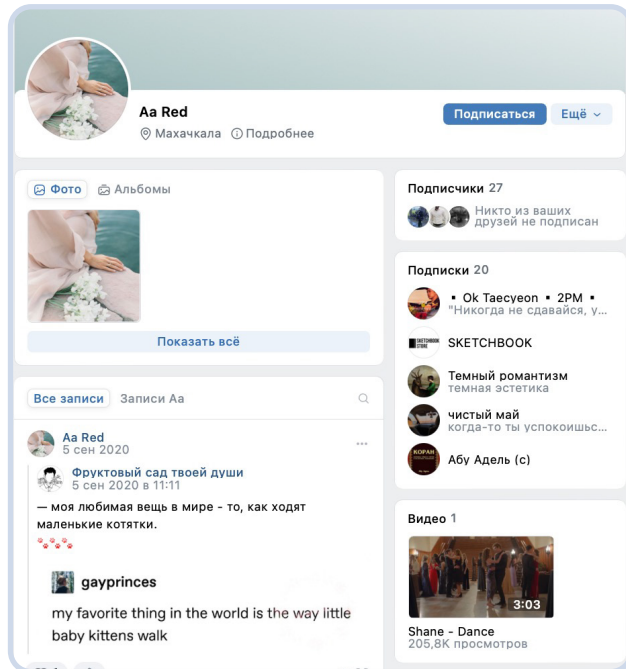 Aa Red
Махачкала Подробнее
Подписаться
Ещё
Фото Альбомы
Показать всё
Все записи Записи Aa
Aa Red
5 сен 2020
Фруктовый сад твоей души
5 сен 2020 в 11:11
— моя любимая вещь в мире - то, как ходят
маленькие котятки.
gayprinces
my favorite thing in the world is the way little
baby kittens walk
Подписчики 27
Никто из ваших
друзей не подписан
Подписки 20
▪ Ok Taecyeon ▪ 2PM ▪
"Никогда не сдавайся, у...
SKETCHBOOK
Темный романтизм
темная эстетика
чистый май
когда-то ты успокоишьс...
КОРАН
Абу Адель (с)
Видео 1
3:03
Shane - Dance
205,8K просмотров